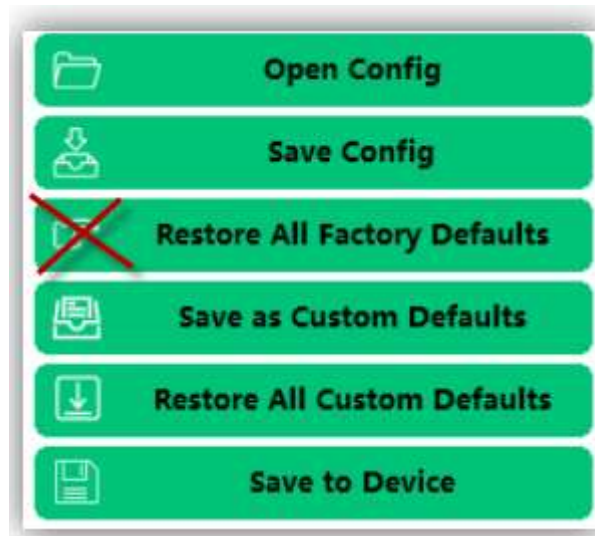 Open Config
Save Config
Restore All Factory Defaults
Save as Custom Defaults
Restore All Custom Defaults
Save to Device